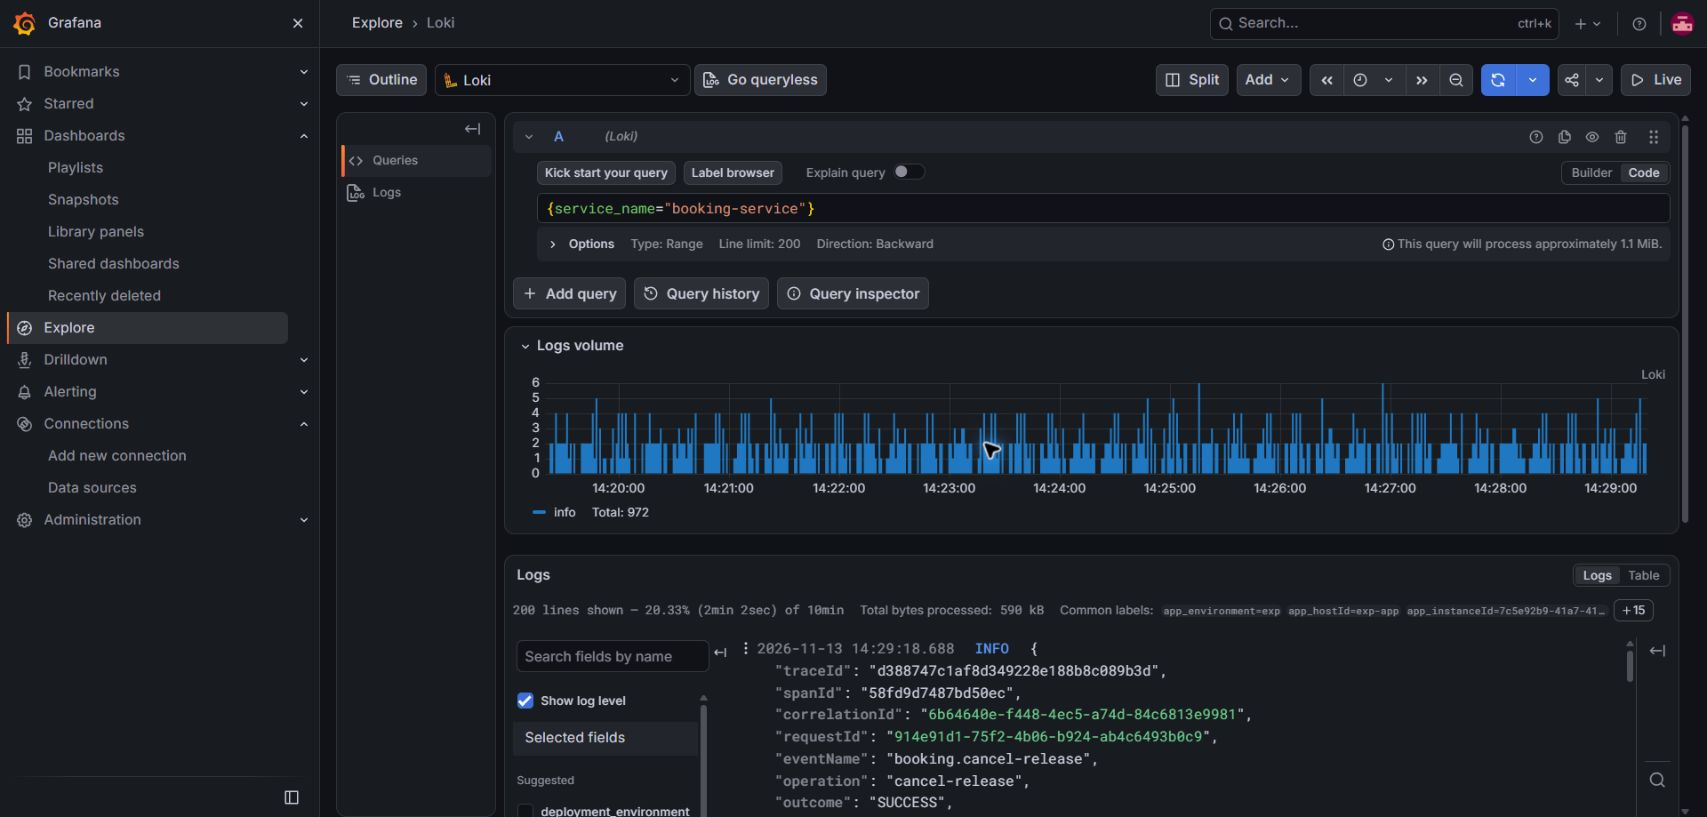 Grafana
Explore › Loki
Search...
ctrl+k
Bookmarks
Starred
Dashboards
Playlists
Snapshots
Library panels
Shared dashboards
Recently deleted
Explore
Drilldown
Alerting
Connections
Add new connection
Data sources
Administration
Outline
Loki
Go queryless
Split
Add
Live
Queries
Logs
A (Loki)
Kick start your query
Label browser
Explain query
Builder
Code
{service_name="booking-service"}
Options Type: Range Line limit: 200 Direction: Backward
This query will process approximately 1.1 MiB.
+ Add query
Query history
Query inspector
Logs volume
Loki
6
5
4
3
2
1
0
14:20:00 14:21:00 14:22:00 14:23:00 14:24:00 14:25:00 14:26:00 14:27:00 14:28:00 14:29:00
info Total: 972
Logs
Logs Table
200 lines shown — 20.33% (2min 2sec) of 10min Total bytes processed: 590 kB Common labels: app_environment=exp app_hostId=exp-app app_instanceId=7c5e92b9-41a7-41… +15
Search fields by name
Show log level
Selected fields
Suggested
deployment_environment
2026-11-13 14:29:18.688 INFO {
"traceId": "d388747c1af8d349228e188b8c089b3d",
"spanId": "58fd9d7487bd50ec",
"correlationId": "6b64640e-f448-4ec5-a74d-84c6813e9981",
"requestId": "914e91d1-75f2-4b06-b924-ab4c6493b0c9",
"eventName": "booking.cancel-release",
"operation": "cancel-release",
"outcome": "SUCCESS",